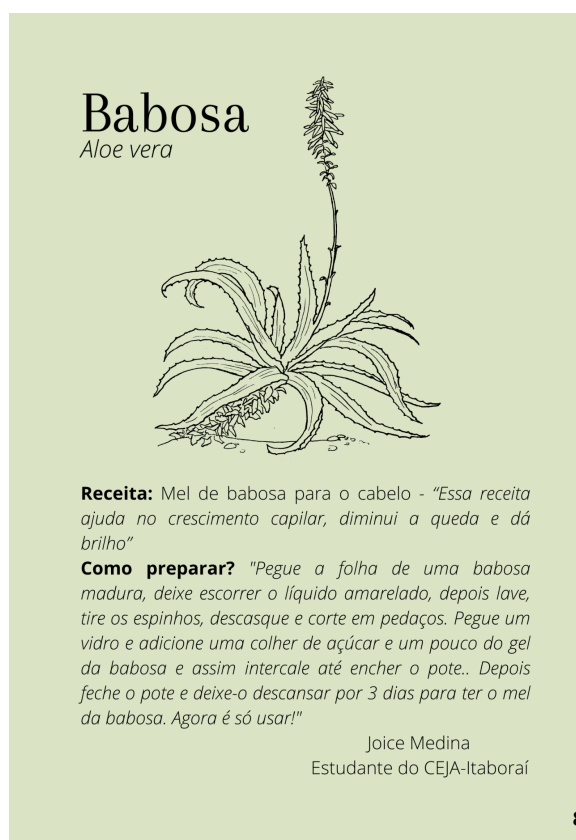 Babosa
Aloe vera
Receita: Mel de babosa para o cabelo - “Essa receita
ajuda no crescimento capilar, diminui a queda e dá
brilho”
Como preparar? "Pegue a folha de uma babosa
madura, deixe escorrer o líquido amarelado, depois lave,
tire os espinhos, descasque e corte em pedaços. Pegue um
vidro e adicione uma colher de açúcar e um pouco do gel
da babosa e assim intercale até encher o pote.. Depois
feche o pote e deixe-o descansar por 3 dias para ter o mel
da babosa. Agora é só usar!"
Joice Medina
Estudante do CEJA-Itaboraí